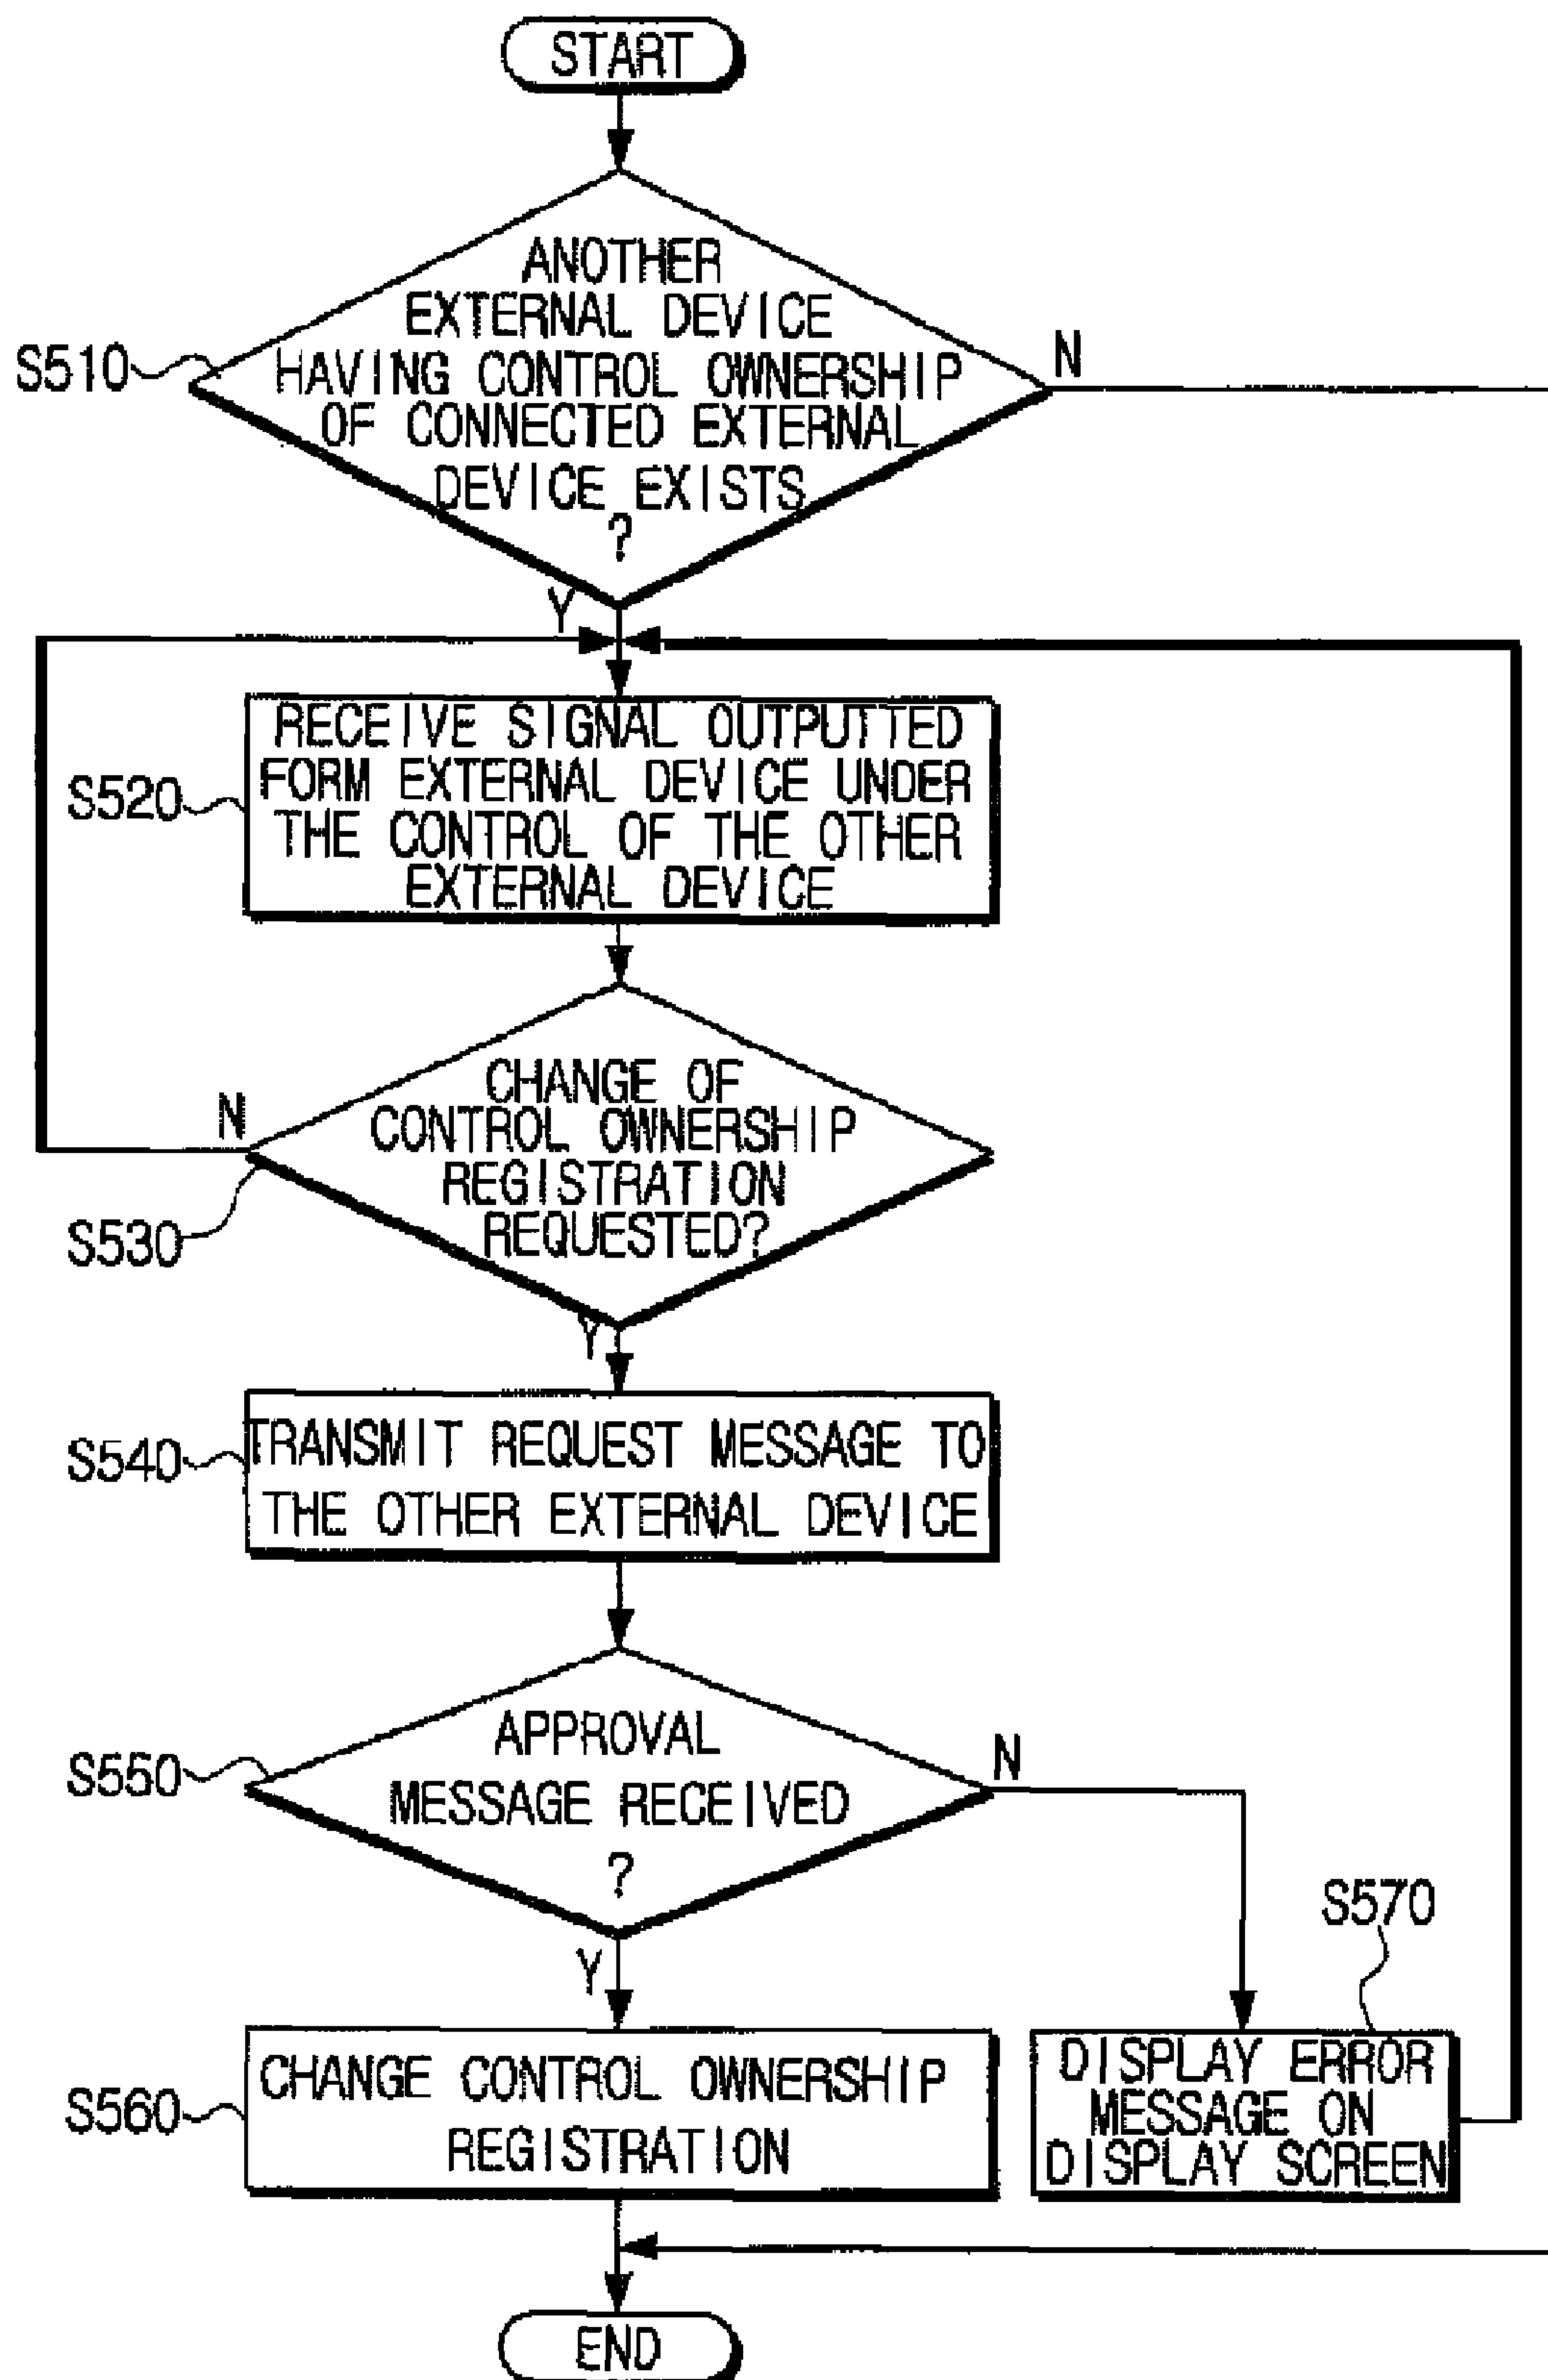 START
ANOTHER
EXTERNAL DEVICE
HAVING CONTROL OWNERSHIP
OF CONNECTED EXTERNAL
DEVICE EXISTS
?
S510
N
Y
RECEIVE SIGNAL OUTPUTTED
FORM EXTERNAL DEVICE UNDER
THE CONTROL OF THE OTHER
EXTERNAL DEVICE
S520
CHANGE OF
CONTROL OWNERSHIP
REGISTRATION
REQUESTED?
N
S530
Y
TRANSMIT REQUEST MESSAGE TO
THE OTHER EXTERNAL DEVICE
S540
APPROVAL
MESSAGE RECEIVED
?
S550
N
Y
S570
CHANGE CONTROL OWNERSHIP
REGISTRATION
S560
DISPLAY ERROR
MESSAGE ON
DISPLAY SCREEN
END